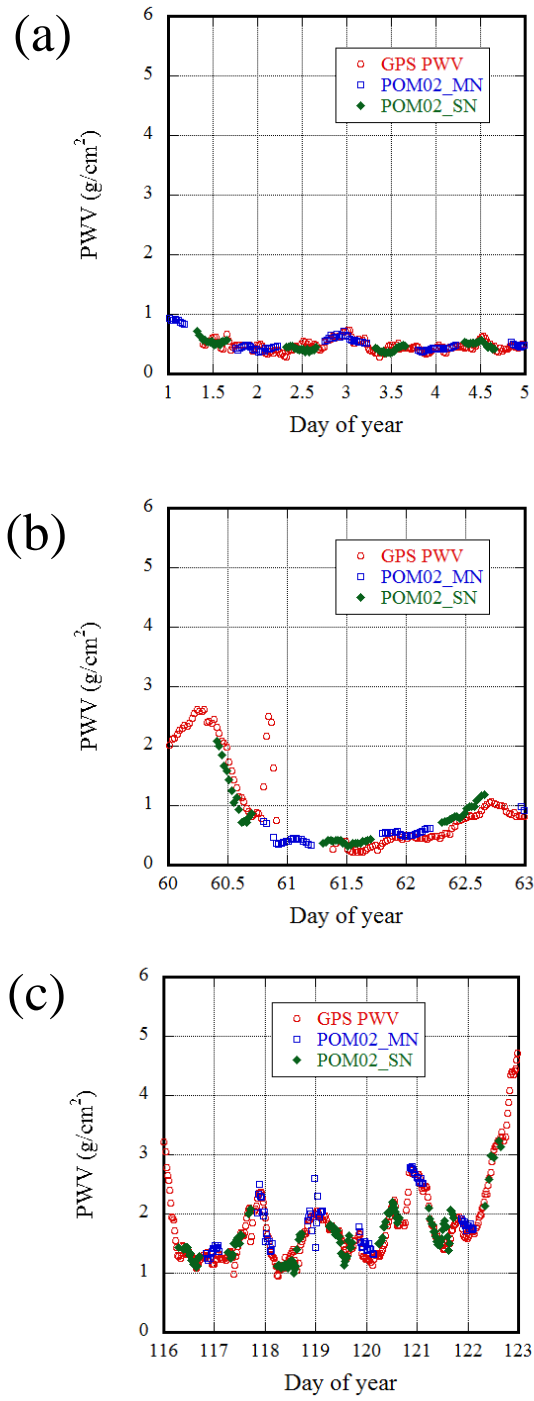 (a)
6
5
4
3
2
1
0
PWV (g/cm²)
GPS PWV
POM02_MN
POM02_SN
1 1.5 2 2.5 3 3.5 4 4.5 5
Day of year
(b)
6
5
4
3
2
1
0
PWV (g/cm²)
GPS PWV
POM02_MN
POM02_SN
60 60.5 61 61.5 62 62.5 63
Day of year
(c)
6
5
4
3
2
1
0
PWV (g/cm²)
GPS PWV
POM02_MN
POM02_SN
116 117 118 119 120 121 122 123
Day of year